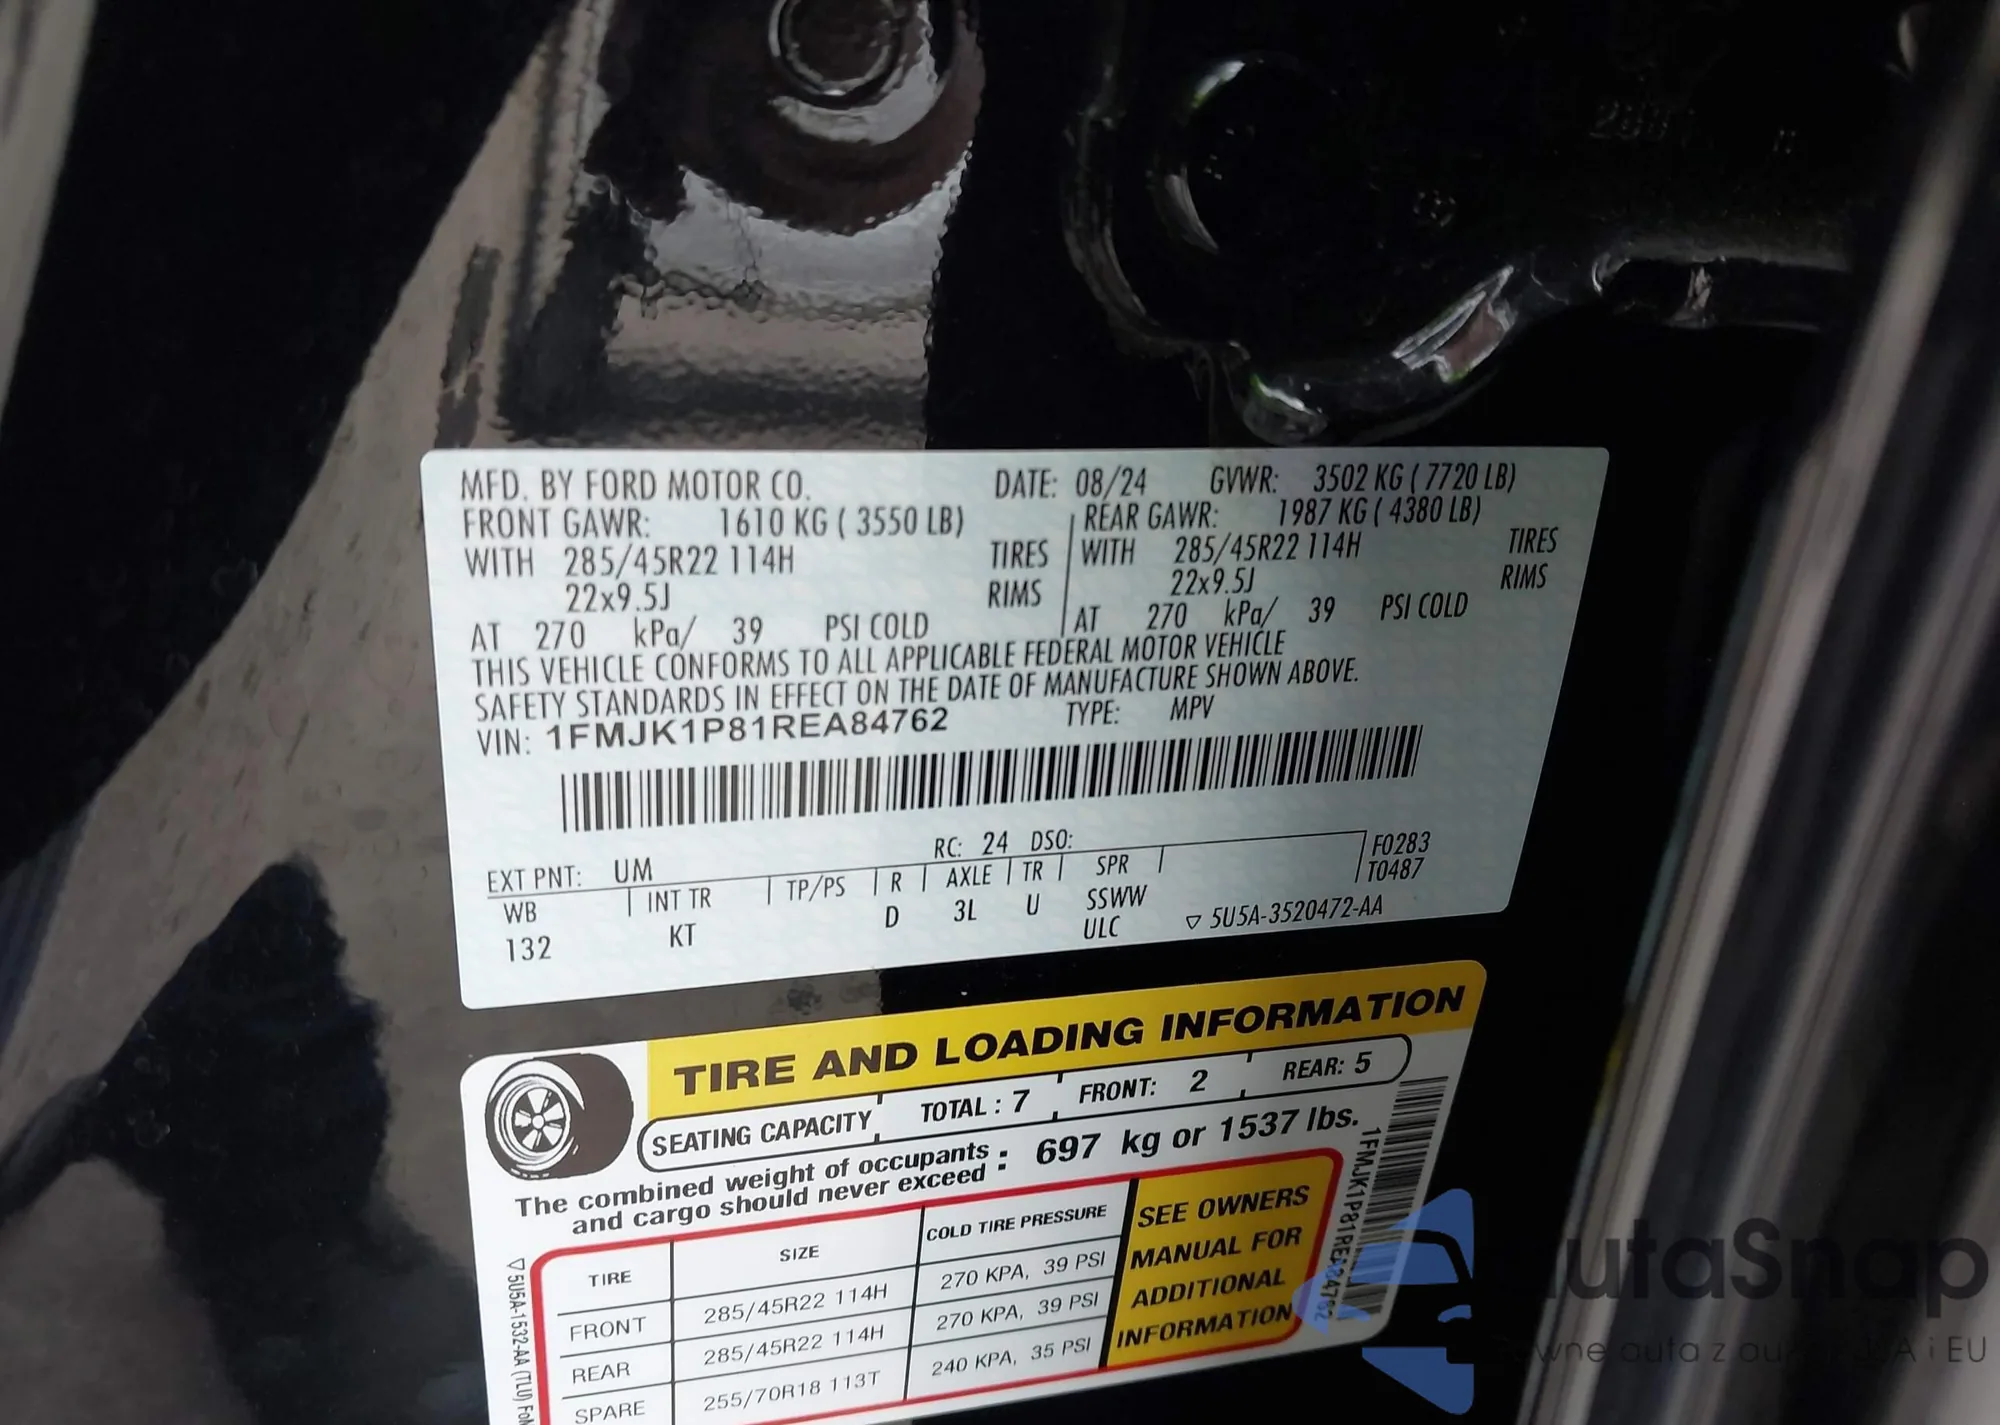 MFD. BY FORD MOTOR CO. DATE: 08/24 GVWR: 3502 KG ( 7720 LB)
FRONT GAWR: 1610 KG ( 3550 LB) REAR GAWR: 1987 KG ( 4380 LB)
WITH 285/45R22 114H TIRES WITH 285/45R22 114H TIRES
22x9.5J RIMS 22x9.5J RIMS
AT 270 kPa/ 39 PSI COLD AT 270 kPa/ 39 PSI COLD
THIS VEHICLE CONFORMS TO ALL APPLICABLE FEDERAL MOTOR VEHICLE
SAFETY STANDARDS IN EFFECT ON THE DATE OF MANUFACTURE SHOWN ABOVE.
VIN: 1FMJK1P81REA84762 TYPE: MPV
EXT PNT: UM RC: 24 DSO: F0283
T0487
WB INT TR TP/PS R AXLE TR SPR
132 KT D 3L U SSWW
ULC ▽ 5U5A-3520472-AA
TIRE AND LOADING INFORMATION
SEATING CAPACITY TOTAL : 7 FRONT: 2 REAR: 5
The combined weight of occupants
and cargo should never exceed : 697 kg or 1537 lbs.
TIRE SIZE COLD TIRE PRESSURE
FRONT 285/45R22 114H 270 KPA, 39 PSI
REAR 285/45R22 114H 270 KPA, 39 PSI
SPARE 255/70R18 113T 240 KPA, 35 PSI
SEE OWNERS
MANUAL FOR
ADDITIONAL
INFORMATION
1FMJK1P81REA84762
▽ 5U5A-1532-AA (TLU)
utaSnap
auta z
i EU